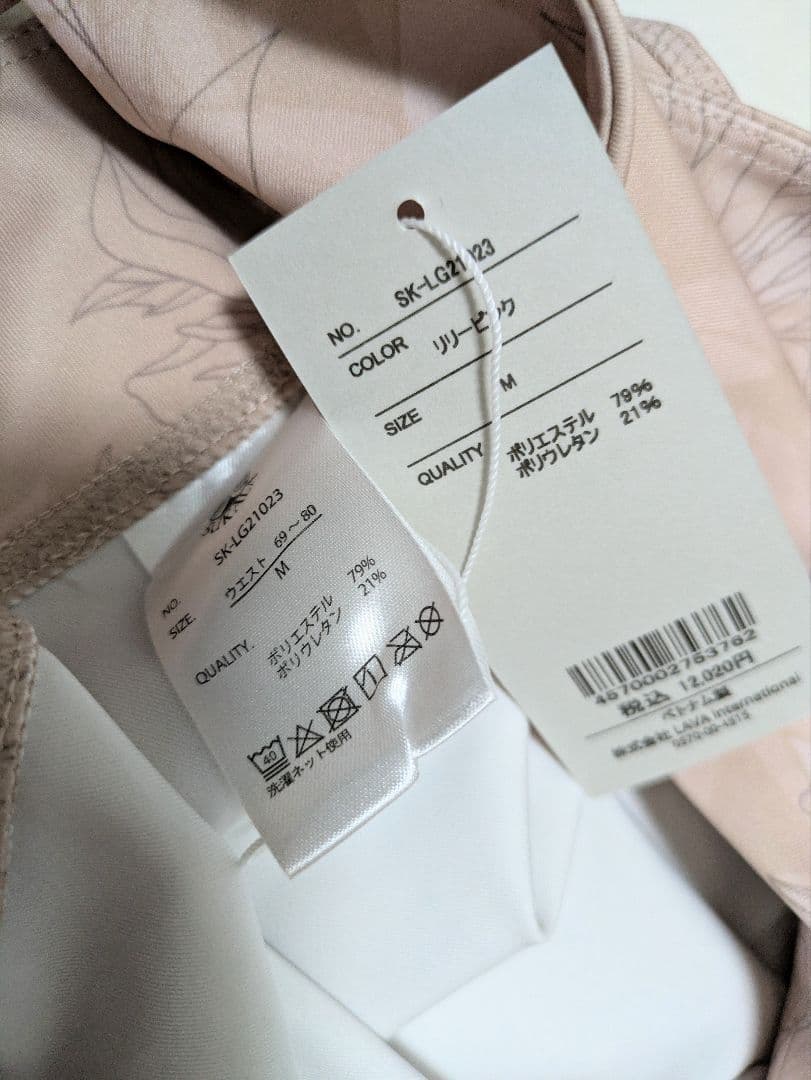 NO. SK-LG21023
COLOR リリーピンク
SIZE M
QUALITY ポリエステル 79%
ポリウレタン 21%
4570002753762
税込 12,020円
ベトナム製
株式会社 LAVA International
NO. SK-LG21023
SIZE. ウエスト 69～80
M
QUALITY. ポリエステル 79%
ポリウレタン 21%
40
洗濯ネット使用